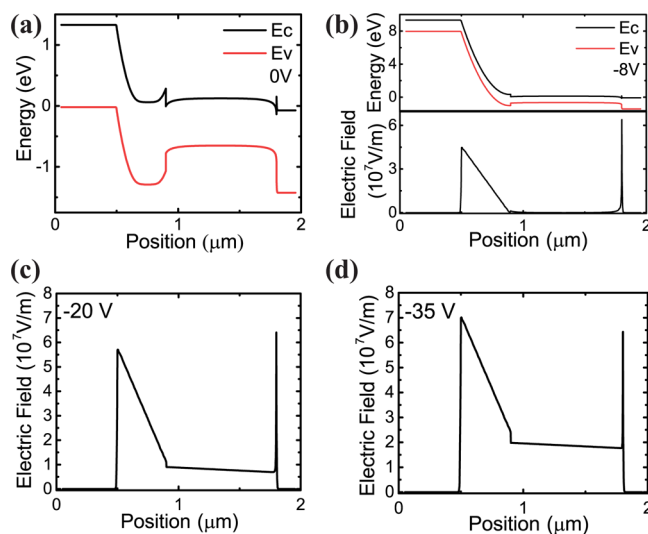 (a)
Ec
Ev
0V
1
0
-1
Energy (eV)
0
1
2
Position (μm)
(b)
Ec
Ev
-8V
8
4
0
Energy (eV)
6
4
2
0
Electric Field
(10⁷V/m)
0
1
2
Position (μm)
(c)
-20 V
8
7
6
5
4
3
2
1
0
Electric Field (10⁷V/m)
0
1
2
Position (μm)
(d)
-35 V
8
7
6
5
4
3
2
1
0
Electric Field (10⁷V/m)
0
1
2
Position (μm)